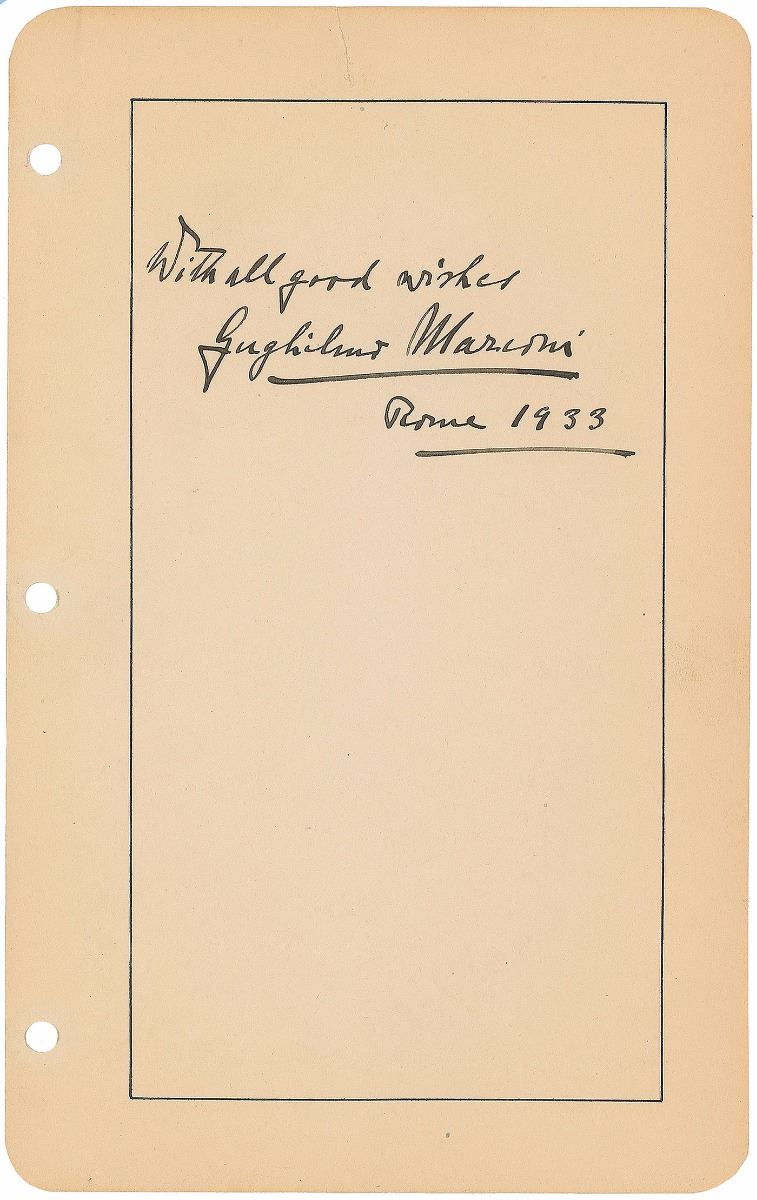 With all good wishes
Guglielmo Marconi
Rome 1933